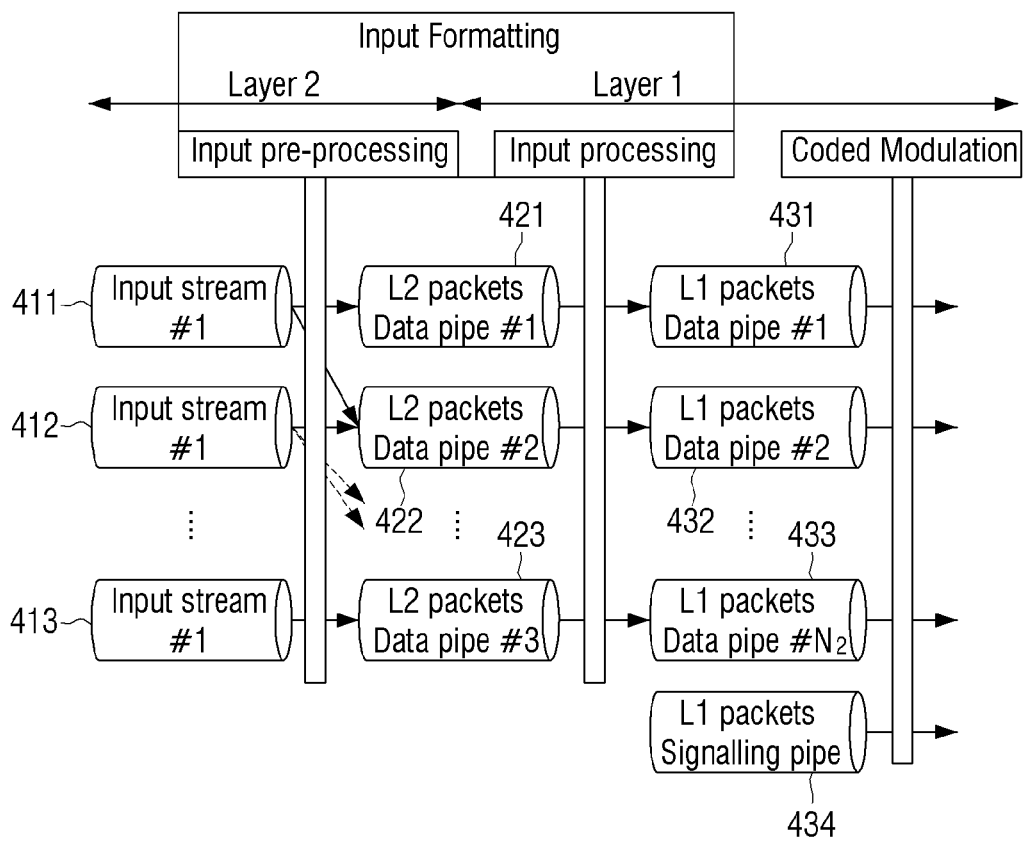 Input Formatting
Layer 2
Layer 1
Input pre-processing
Input processing
Coded Modulation
421
431
411
Input stream
#1
L2 packets
Data pipe #1
L1 packets
Data pipe #1
412
Input stream
#1
L2 packets
Data pipe #2
L1 packets
Data pipe #2
422
432
423
433
413
Input stream
#1
L2 packets
Data pipe #3
L1 packets
Data pipe #N₂
L1 packets
Signalling pipe
434